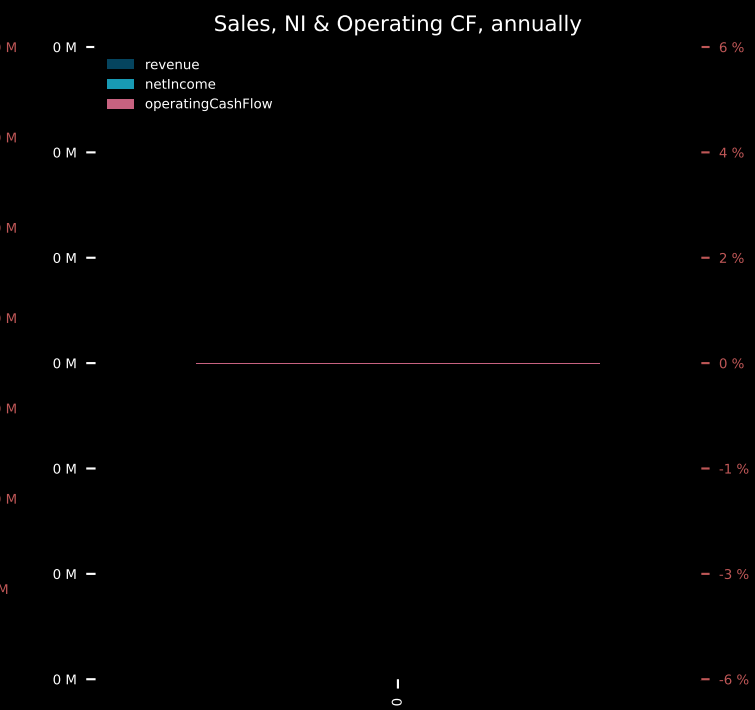 Sales, NI & Operating CF, annually
M
0 M
6 %
revenue
netIncome
operatingCashFlow
M
0 M
4 %
M
0 M
2 %
M
0 M
0 %
M
0 M
-1 %
M
0 M
-3 %
M
0 M
-6 %
0